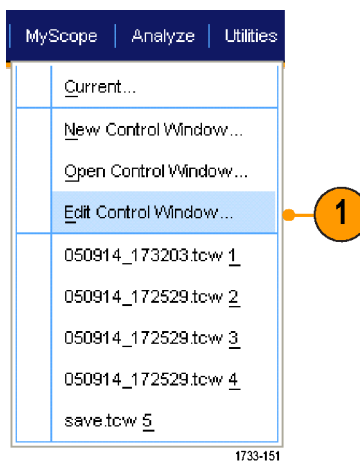 MyScope | Analyze | Utilities
Current...
New Control Window...
Open Control Window...
Edit Control Window...
1
050914_173203.tcw 1
050914_172529.tcw 2
050914_172529.tcw 3
050914_172529.tcw 4
save.tcw 5
1733-151